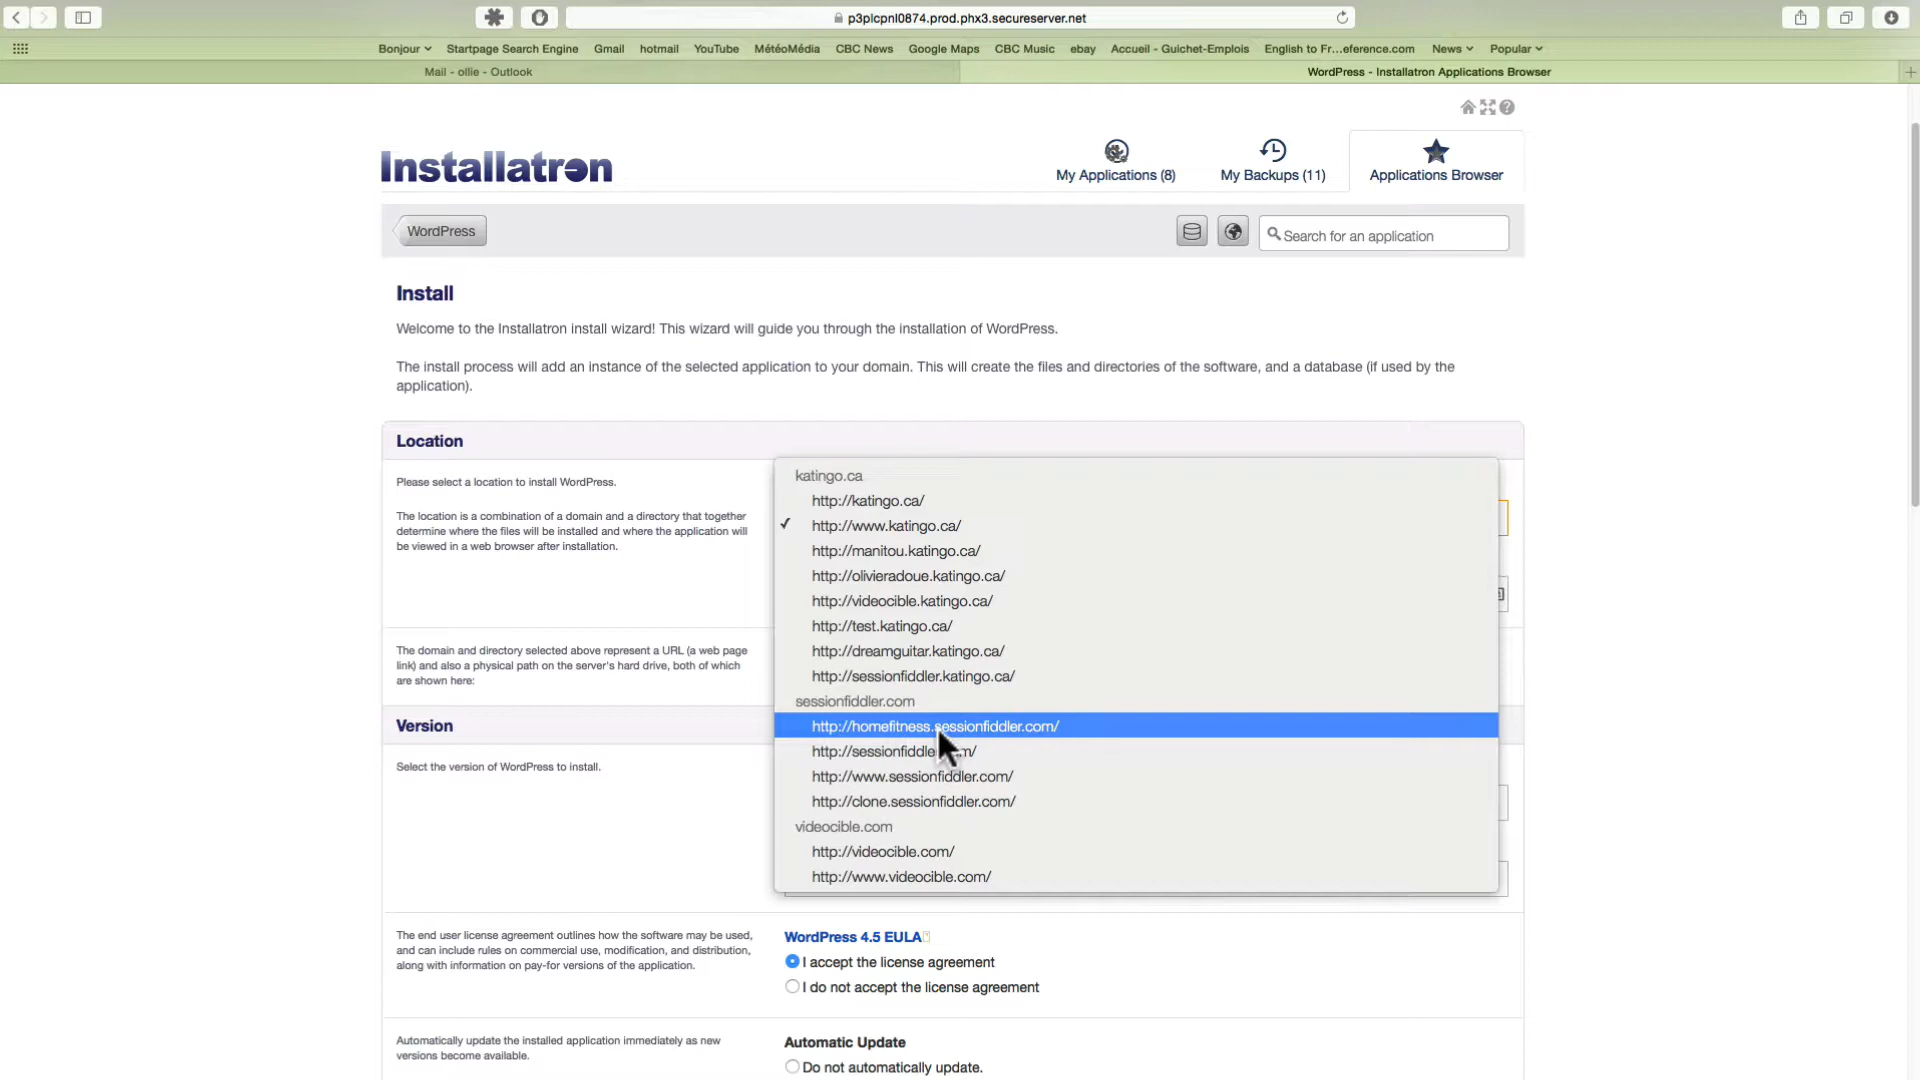 p3plcpnl0874.prod.phx3.secureserver.net
Bonjour Startpage Search Engine Gmail hotmail YouTube MétéoMédia CBC News Google Maps CBC Music ebay Accueil - Guichet-Emplois English to Fr...eference.com News Popular
Mail - ollie - Outlook WordPress - Installatron Applications Browser
Installatron
My Applications (8) My Backups (11) Applications Browser
WordPress Search for an application
Install
Welcome to the Installatron install wizard! This wizard will guide you through the installation of WordPress.
The install process will add an instance of the selected application to your domain. This will create the files and directories of the software, and a database (if used by the
application).
Location
Please select a location to install WordPress.
The location is a combination of a domain and a directory that together
determine where the files will be installed and where the application will
be viewed in a web browser after installation.
The domain and directory selected above represent a URL (a web page
link) and also a physical path on the server's hard drive, both of which
are shown here:
katingo.ca
http://katingo.ca/
✓ http://www.katingo.ca/
http://manitou.katingo.ca/
http://olivieradoue.katingo.ca/
http://videocible.katingo.ca/
http://test.katingo.ca/
http://dreamguitar.katingo.ca/
http://sessionfiddler.katingo.ca/
sessionfiddler.com
http://homefitness.sessionfiddler.com/
http://sessionfiddler.com/
http://www.sessionfiddler.com/
http://clone.sessionfiddler.com/
videocible.com
http://videocible.com/
http://www.videocible.com/
Version
Select the version of WordPress to install.
The end user license agreement outlines how the software may be used,
and can include rules on commercial use, modification, and distribution,
along with information on pay-for versions of the application.
WordPress 4.5 EULA
I accept the license agreement
I do not accept the license agreement
Automatically update the installed application immediately as new
versions become available.
Automatic Update
Do not automatically update.